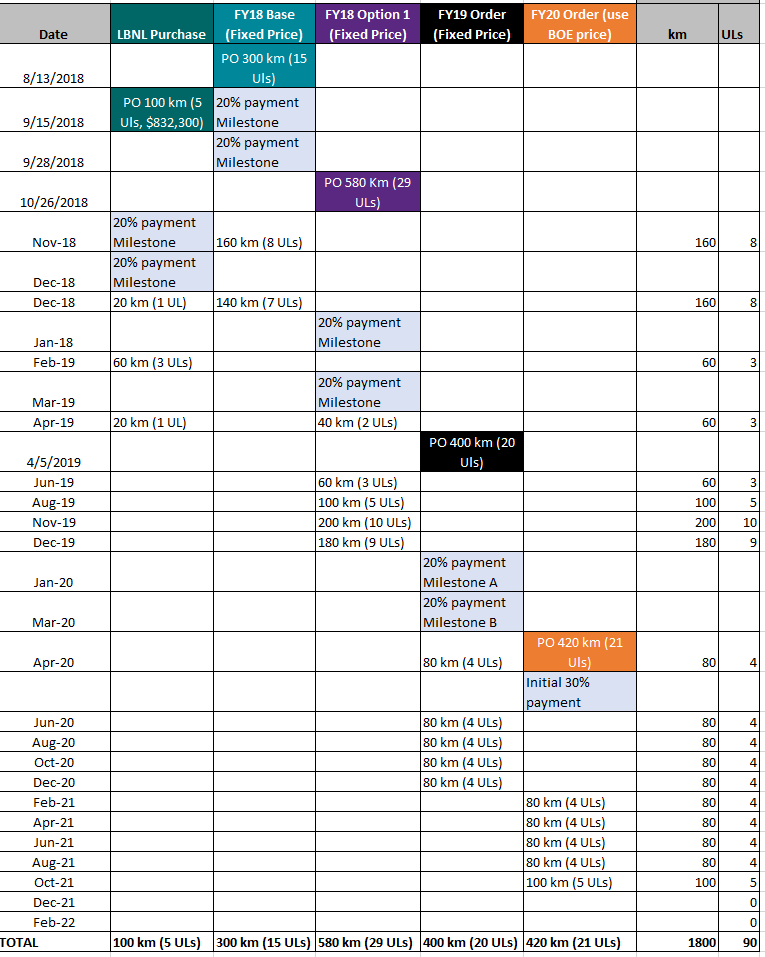 Date LBNL Purchase FY18 Base (Fixed Price) FY18 Option 1 (Fixed Price) FY19 Order (Fixed Price) FY20 Order (use BOE price) km ULs
8/13/2018 PO 300 km (15 Uls)
9/15/2018 PO 100 km (5 Uls, $832,300) 20% payment Milestone
9/28/2018 20% payment Milestone
10/26/2018 PO 580 Km (29 ULs)
Nov-18 20% payment Milestone 160 km (8 ULs) 160 8
Dec-18 20% payment Milestone
Dec-18 20 km (1 UL) 140 km (7 ULs) 160 8
Jan-18 20% payment Milestone
Feb-19 60 km (3 ULs) 60 3
Mar-19 20% payment Milestone
Apr-19 20 km (1 UL) 40 km (2 ULs) 60 3
4/5/2019 PO 400 km (20 Uls)
Jun-19 60 km (3 ULs) 60 3
Aug-19 100 km (5 ULs) 100 5
Nov-19 200 km (10 ULs) 200 10
Dec-19 180 km (9 ULs) 180 9
Jan-20 20% payment Milestone A
Mar-20 20% payment Milestone B
Apr-20 80 km (4 ULs) PO 420 km (21 Uls) 80 4
Initial 30% payment
Jun-20 80 km (4 ULs) 80 4
Aug-20 80 km (4 ULs) 80 4
Oct-20 80 km (4 ULs) 80 4
Dec-20 80 km (4 ULs) 80 4
Feb-21 80 km (4 ULs) 80 4
Apr-21 80 km (4 ULs) 80 4
Jun-21 80 km (4 ULs) 80 4
Aug-21 80 km (4 ULs) 80 4
Oct-21 100 km (5 ULs) 100 5
Dec-21 0
Feb-22 0
TOTAL 100 km (5 ULs) 300 km (15 ULs) 580 km (29 ULs) 400 km (20 ULs) 420 km (21 ULs) 1800 90